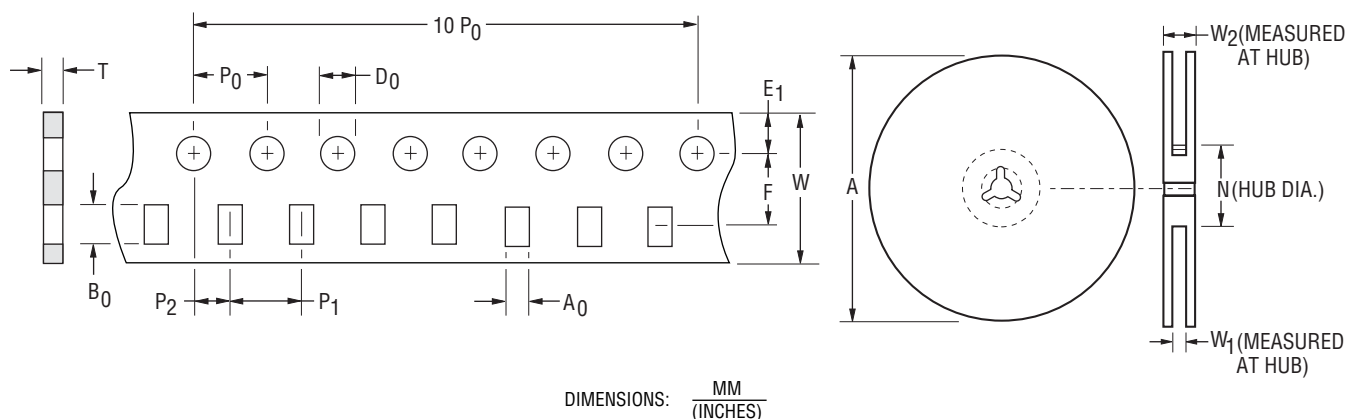 10 P0
W2(MEASURED
AT HUB)
T
P0
D0
E1
W
F
A
N(HUB DIA.)
B0
P2
P1
A0
W1(MEASURED
AT HUB)
DIMENSIONS: MM
(INCHES)